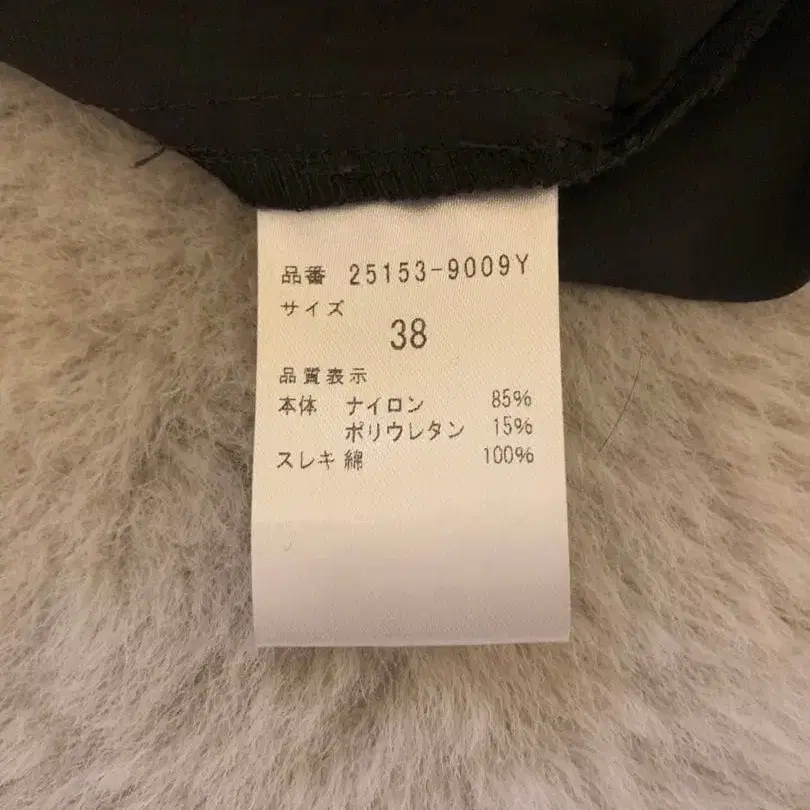 品番 25153-9009Y
サイズ
38
品質表示
本体 ナイロン 85%
ポリウレタン 15%
スレキ 綿 100%